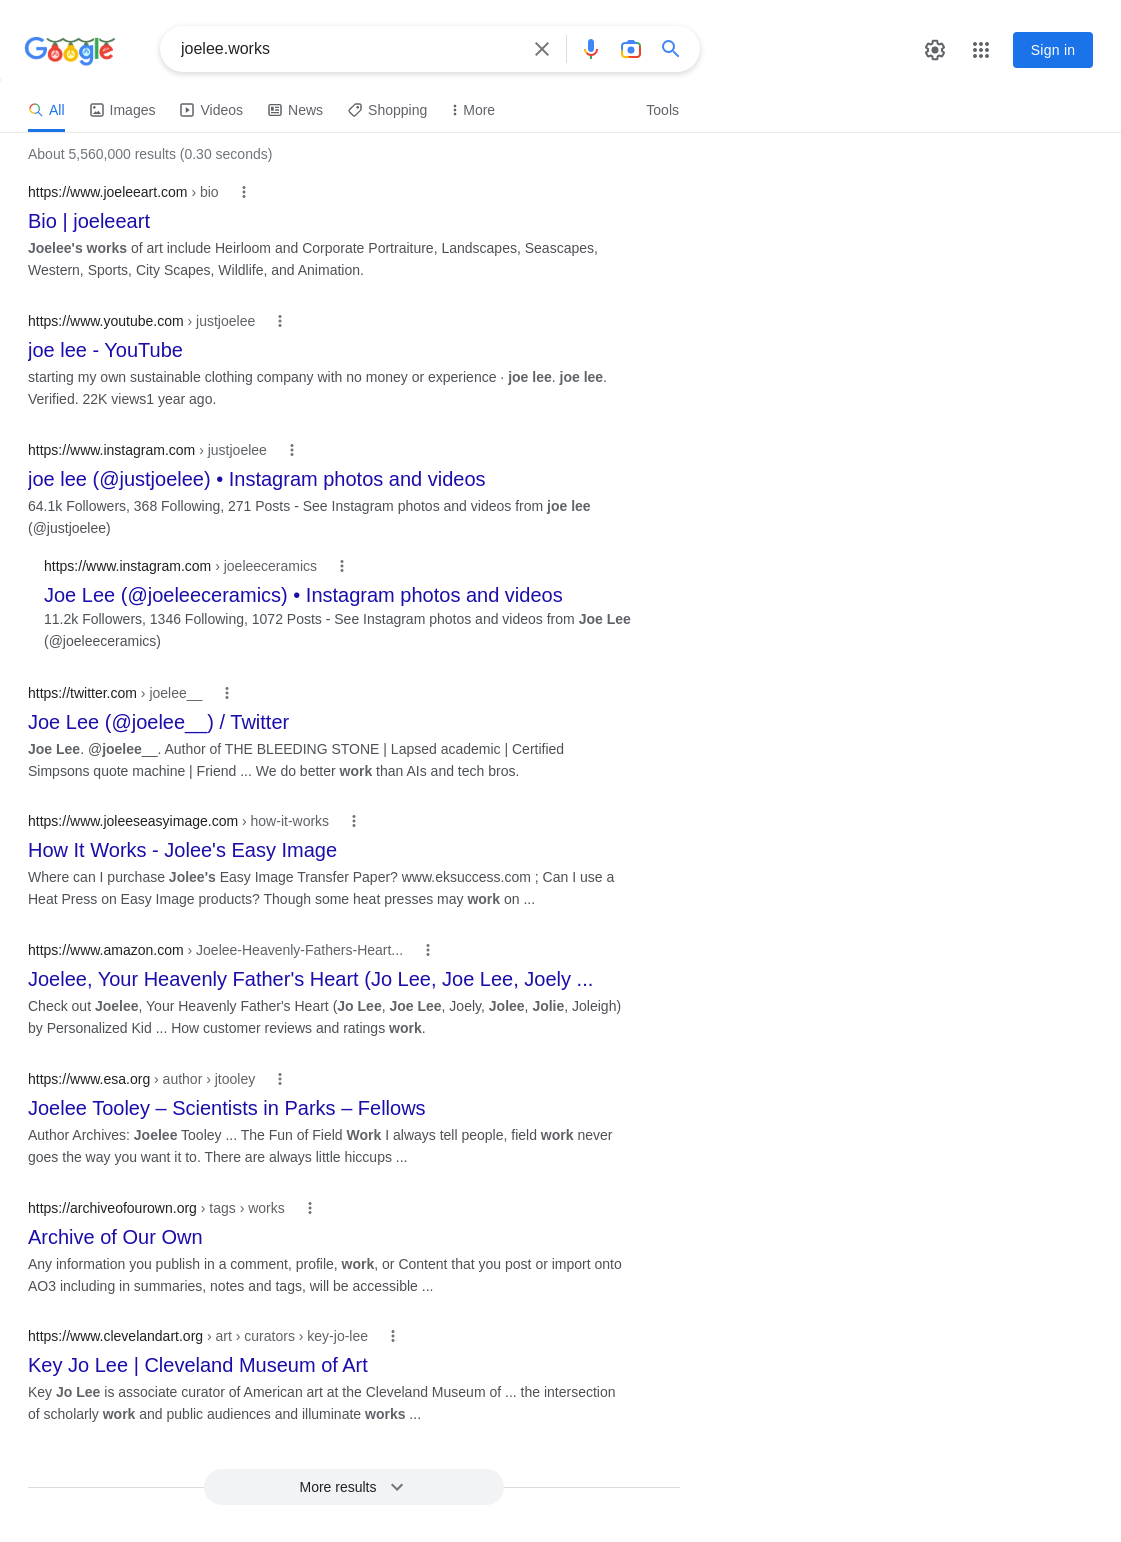 Google
joelee.works
Sign in
All
Images
Videos
News
Shopping
More
Tools
About 5,560,000 results (0.30 seconds)
https://www.joeleeart.com › bio
Bio | joeleeart
Joelee's works of art include Heirloom and Corporate Portraiture, Landscapes, Seascapes,
Western, Sports, City Scapes, Wildlife, and Animation.
https://www.youtube.com › justjoelee
joe lee - YouTube
starting my own sustainable clothing company with no money or experience · joe lee. joe lee.
Verified. 22K views1 year ago.
https://www.instagram.com › justjoelee
joe lee (@justjoelee) • Instagram photos and videos
64.1k Followers, 368 Following, 271 Posts - See Instagram photos and videos from joe lee
(@justjoelee)
https://www.instagram.com › joeleeceramics
Joe Lee (@joeleeceramics) • Instagram photos and videos
11.2k Followers, 1346 Following, 1072 Posts - See Instagram photos and videos from Joe Lee
(@joeleeceramics)
https://twitter.com › joelee__
Joe Lee (@joelee__) / Twitter
Joe Lee. @joelee__. Author of THE BLEEDING STONE | Lapsed academic | Certified
Simpsons quote machine | Friend ... We do better work than AIs and tech bros.
https://www.joleeseasyimage.com › how-it-works
How It Works - Jolee's Easy Image
Where can I purchase Jolee's Easy Image Transfer Paper? www.eksuccess.com ; Can I use a
Heat Press on Easy Image products? Though some heat presses may work on ...
https://www.amazon.com › Joelee-Heavenly-Fathers-Heart...
Joelee, Your Heavenly Father's Heart (Jo Lee, Joe Lee, Joely ...
Check out Joelee, Your Heavenly Father's Heart (Jo Lee, Joe Lee, Joely, Jolee, Jolie, Joleigh)
by Personalized Kid ... How customer reviews and ratings work.
https://www.esa.org › author › jtooley
Joelee Tooley – Scientists in Parks – Fellows
Author Archives: Joelee Tooley ... The Fun of Field Work I always tell people, field work never
goes the way you want it to. There are always little hiccups ...
https://archiveofourown.org › tags › works
Archive of Our Own
Any information you publish in a comment, profile, work, or Content that you post or import onto
AO3 including in summaries, notes and tags, will be accessible ...
https://www.clevelandart.org › art › curators › key-jo-lee
Key Jo Lee | Cleveland Museum of Art
Key Jo Lee is associate curator of American art at the Cleveland Museum of ... the intersection
of scholarly work and public audiences and illuminate works ...
More results